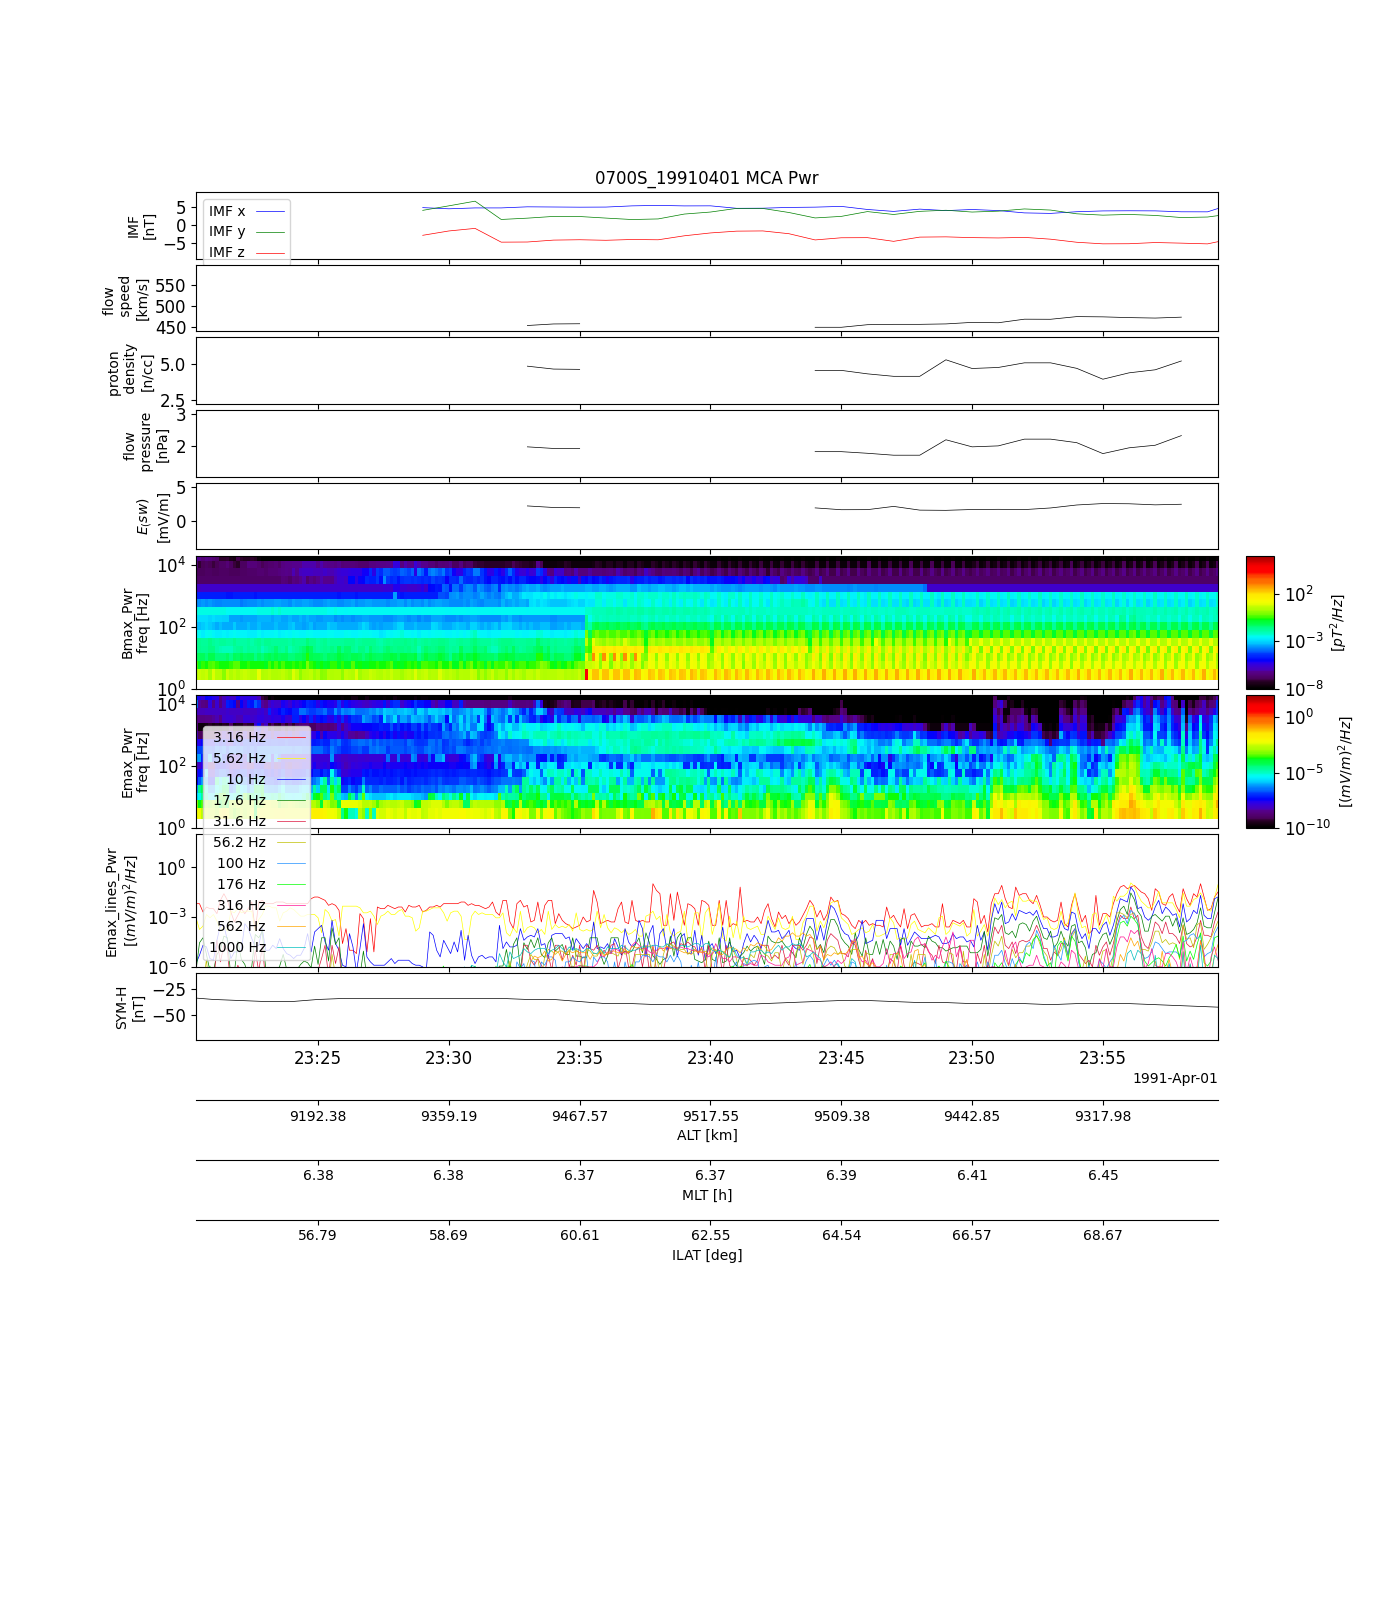 0700S_19910401 MCA Pwr
IMF
[nT]
5
0
−5
IMF x
IMF y
IMF z
flow
speed
[km/s]
550
500
450
proton
density
[n/cc]
5.0
2.5
flow
pressure
[nPa]
3
2
E(sw)
[mV/m]
5
0
Bmax_Pwr
freq [Hz]
10^4
10^2
10^0
10^2
10^−3
10^−8
[pT^2/Hz]
Emax_Pwr
freq [Hz]
10^4
10^2
10^0
10^0
10^−5
10^−10
[(mV/m)^2/Hz]
3.16 Hz
5.62 Hz
10 Hz
17.6 Hz
31.6 Hz
56.2 Hz
100 Hz
176 Hz
316 Hz
562 Hz
1000 Hz
Emax_lines_Pwr
[(mV/m)^2/Hz]
10^0
10^−3
10^−6
SYM-H
[nT]
−25
−50
23:25 23:30 23:35 23:40 23:45 23:50 23:55
1991-Apr-01
9192.38 9359.19 9467.57 9517.55 9509.38 9442.85 9317.98
ALT [km]
6.38 6.38 6.37 6.37 6.39 6.41 6.45
MLT [h]
56.79 58.69 60.61 62.55 64.54 66.57 68.67
ILAT [deg]